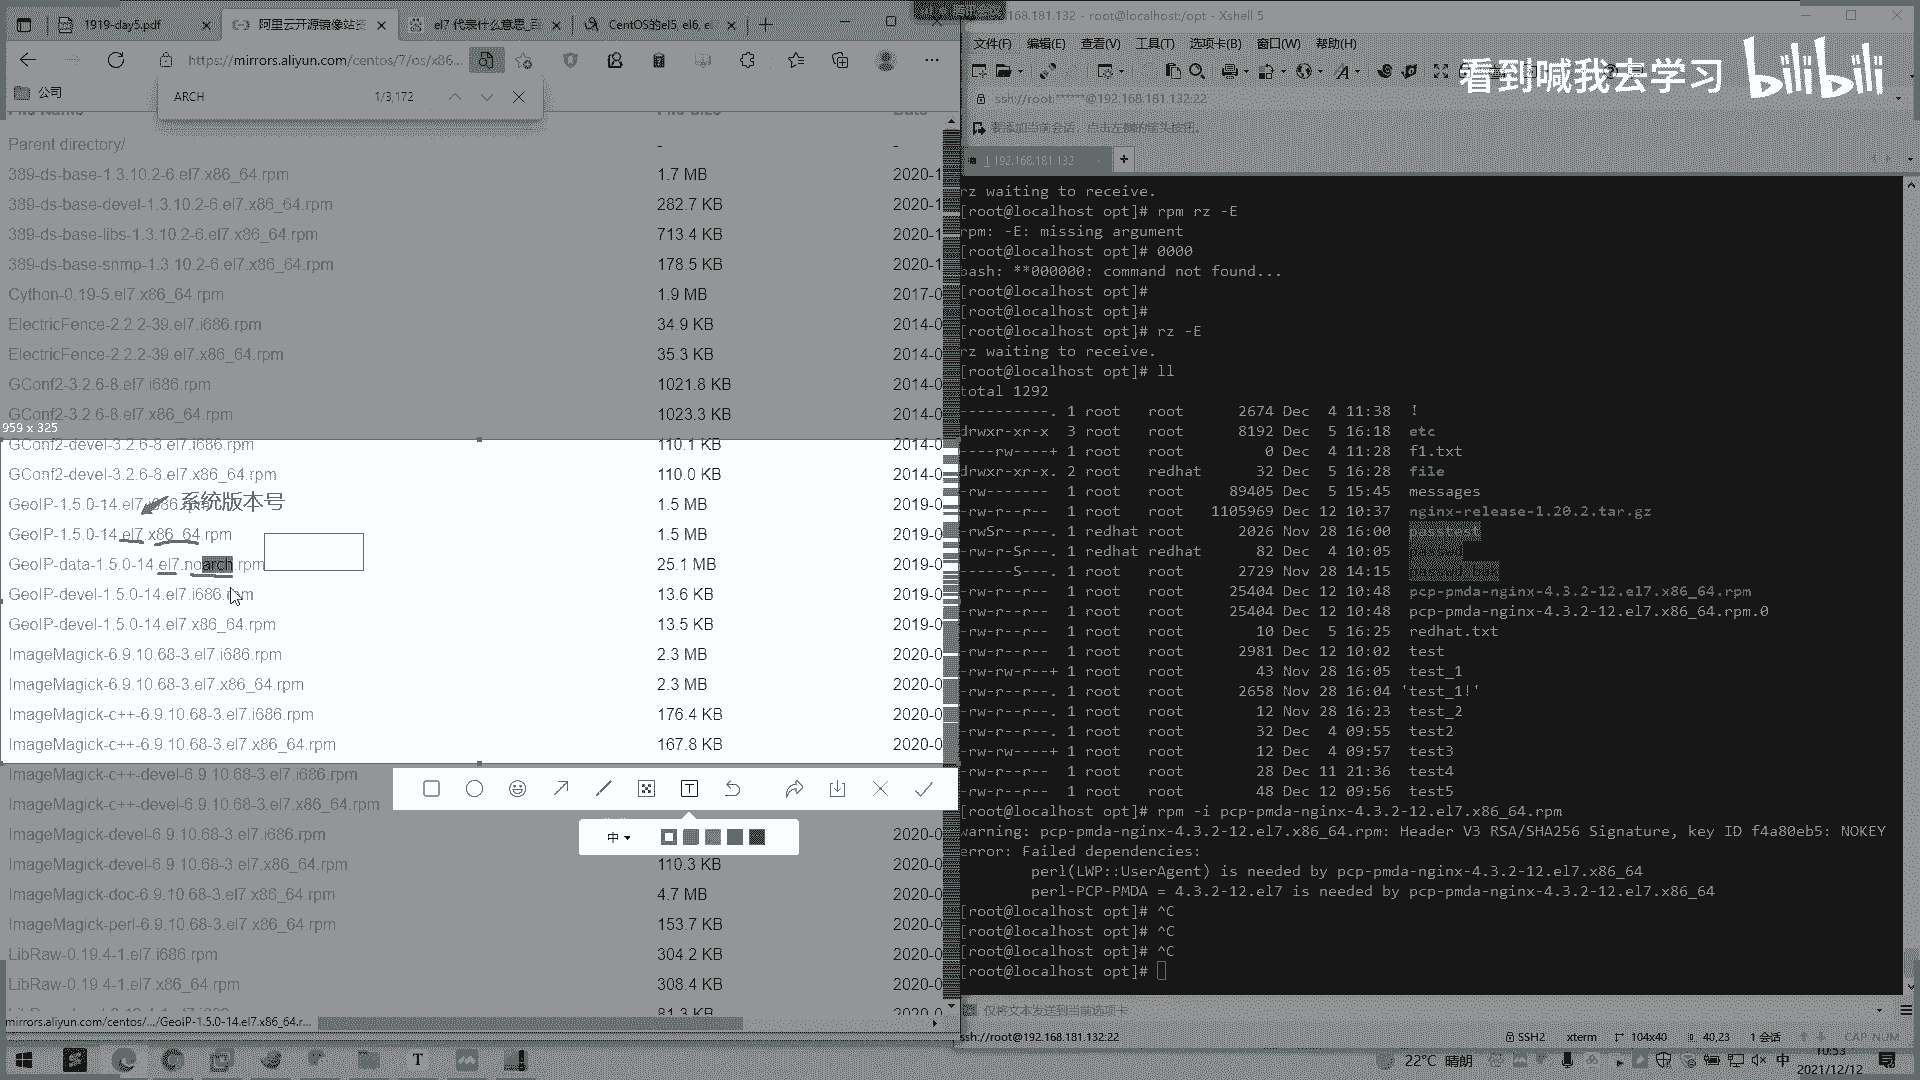 1919-day5.pdf
阿里云开源镜像站资
el7 代表什么意思_百
CentOS的el5, el6, e
https://mirrors.aliyun.com/centos/7/os/x86...
公司
ARCH
1/3,172
Parent directory/ - -
389-ds-base-1.3.10.2-6.el7.x86_64.rpm 1.7 MB 2020-1
389-ds-base-devel-1.3.10.2-6.el7.x86_64.rpm 282.7 KB 2020-1
389-ds-base-libs-1.3.10.2-6.el7.x86_64.rpm 713.4 KB 2020-1
389-ds-base-snmp-1.3.10.2-6.el7.x86_64.rpm 178.5 KB 2020-1
Cython-0.19-5.el7.x86_64.rpm 1.9 MB 2017-0
ElectricFence-2.2.2-39.el7.i686.rpm 34.9 KB 2014-0
ElectricFence-2.2.2-39.el7.x86_64.rpm 35.3 KB 2014-0
GConf2-3.2.6-8.el7.i686.rpm 1021.8 KB 2014-0
GConf2-3.2.6-8.el7.x86_64.rpm 1023.3 KB 2014-0
959 x 325
GConf2-devel-3.2.6-8.el7.i686.rpm 110.1 KB 2014-0
GConf2-devel-3.2.6-8.el7.x86_64.rpm 110.0 KB 2014-0
系统版本号
GeoIP-1.5.0-14.el7.i686.rpm 1.5 MB 2019-0
GeoIP-1.5.0-14.el7.x86_64.rpm 1.5 MB 2019-0
GeoIP-data-1.5.0-14.el7.noarch.rpm 25.1 MB 2019-0
GeoIP-devel-1.5.0-14.el7.i686.rpm 13.6 KB 2019-0
GeoIP-devel-1.5.0-14.el7.x86_64.rpm 13.5 KB 2019-0
ImageMagick-6.9.10.68-3.el7.i686.rpm 2.3 MB 2020-0
ImageMagick-6.9.10.68-3.el7.x86_64.rpm 2.3 MB 2020-0
ImageMagick-c++-6.9.10.68-3.el7.i686.rpm 176.4 KB 2020-0
ImageMagick-c++-6.9.10.68-3.el7.x86_64.rpm 167.8 KB 2020-0
ImageMagick-c++-devel-6.9.10.68-3.el7.i686.rpm
ImageMagick-c++-devel-6.9.10.68-3.el7.x86_64.rpm
ImageMagick-devel-6.9.10.68-3.el7.i686.rpm 2020-0
中
ImageMagick-devel-6.9.10.68-3.el7.x86_64.rpm 110.3 KB 2020-0
ImageMagick-doc-6.9.10.68-3.el7.x86_64.rpm 4.7 MB 2020-0
ImageMagick-perl-6.9.10.68-3.el7.x86_64.rpm 153.7 KB 2020-0
LibRaw-0.19.4-1.el7.i686.rpm 304.2 KB 2020-0
LibRaw-0.19.4-1.el7.x86_64.rpm 308.4 KB 2020-0
mirrors.aliyun.com/centos/.../GeoIP-1.5.0-14.el7.x86_64.r...
.168.181.132 - root@localhost:/opt - Xshell 5
文件(F) 编辑(E) 查看(V) 工具(T) 选项卡(B) 窗口(W) 帮助(H)
看到喊我去学习 bilibili
ssh://root:******@192.168.181.132:22
要添加当前会话，点击左侧的箭头按钮。
1 192.168.181.132
rz waiting to receive.
[root@localhost opt]# rpm rz -E
rpm: -E: missing argument
[root@localhost opt]# 0000
bash: **000000: command not found...
[root@localhost opt]#
[root@localhost opt]#
[root@localhost opt]# rz -E
rz waiting to receive.
[root@localhost opt]# ll
total 1292
----------. 1 root root 2674 Dec 4 11:38 !
drwxr-xr-x 3 root root 8192 Dec 5 16:18 etc
----rw----+ 1 root root 0 Dec 4 11:28 f1.txt
drwxr-xr-x. 2 root redhat 32 Dec 5 16:28 file
-rw------- 1 root root 89405 Dec 5 15:45 messages
-rw-r--r-- 1 root root 1105969 Dec 12 10:37 nginx-release-1.20.2.tar.gz
-rwSr--r-. 1 redhat root 2026 Nov 28 16:00 passtest
-rw-r-Sr--. 1 redhat redhat 82 Dec 4 10:05
------S---. 1 root root 2729 Nov 28 14:15
-rw-r--r-- 1 root root 25404 Dec 12 10:48 pcp-pmda-nginx-4.3.2-12.el7.x86_64.rpm
-rw-r--r-- 1 root root 25404 Dec 12 10:48 pcp-pmda-nginx-4.3.2-12.el7.x86_64.rpm.0
-rw-r--r-- 1 root root 10 Dec 5 16:25 redhat.txt
-rw-r--r-- 1 root root 2981 Dec 12 10:02 test
-rw-rw-r--+ 1 root root 43 Nov 28 16:05 test_1
-rw-r--r--. 1 root root 2658 Nov 28 16:04 'test_1!'
-rw-r--r--. 1 root root 12 Nov 28 16:23 test_2
-rw-r--r--. 1 root root 32 Dec 4 09:55 test2
-rw-rw----+ 1 root root 12 Dec 4 09:57 test3
-rw-r--r-- 1 root root 28 Dec 11 21:36 test4
-rw-r--r-- 1 root root 48 Dec 12 09:56 test5
[root@localhost opt]# rpm -i pcp-pmda-nginx-4.3.2-12.el7.x86_64.rpm
warning: pcp-pmda-nginx-4.3.2-12.el7.x86_64.rpm: Header V3 RSA/SHA256 Signature, key ID f4a80eb5: NOKEY
error: Failed dependencies:
perl(LWP::UserAgent) is needed by pcp-pmda-nginx-4.3.2-12.el7.x86_64
perl-PCP-PMDA = 4.3.2-12.el7 is needed by pcp-pmda-nginx-4.3.2-12.el7.x86_64
[root@localhost opt]# ^C
[root@localhost opt]# ^C
[root@localhost opt]# ^C
[root@localhost opt]#
仅将文本发送到当前选项卡
ssh://root@192.168.181.132:22 SSH2 xterm 104x40 40,23 1 会话 CAP NUM
22°C 晴朗 中 10:53
2021/12/12